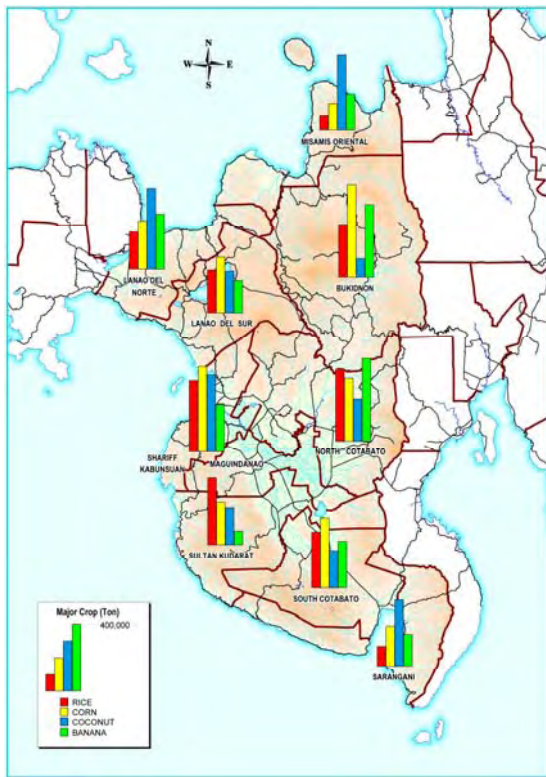 N
W E
S
MISAMIS ORIENTAL
LANAO DEL
NORTE
BUKIDNON
LANAO DEL SUR
SHARIFF
KABUNSUAN
MAGUINDANAO
NORTH COTABATO
SULTAN KUDARAT
SOUTH COTABATO
SARANGANI
Major Crop (Ton)
400,000
RICE
CORN
COCONUT
BANANA